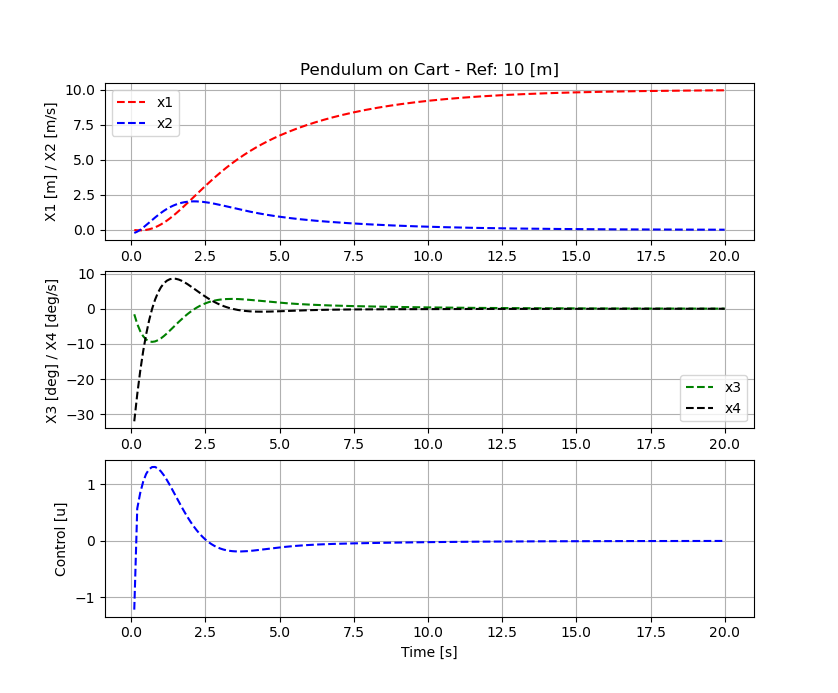 Pendulum on Cart - Ref: 10 [m]
X1 [m] / X2 [m/s]
10.0
7.5
5.0
2.5
0.0
x1
x2
0.0 2.5 5.0 7.5 10.0 12.5 15.0 17.5 20.0
X3 [deg] / X4 [deg/s]
10
0
−10
−20
−30
x3
x4
0.0 2.5 5.0 7.5 10.0 12.5 15.0 17.5 20.0
Control [u]
1
0
−1
0.0 2.5 5.0 7.5 10.0 12.5 15.0 17.5 20.0
Time [s]